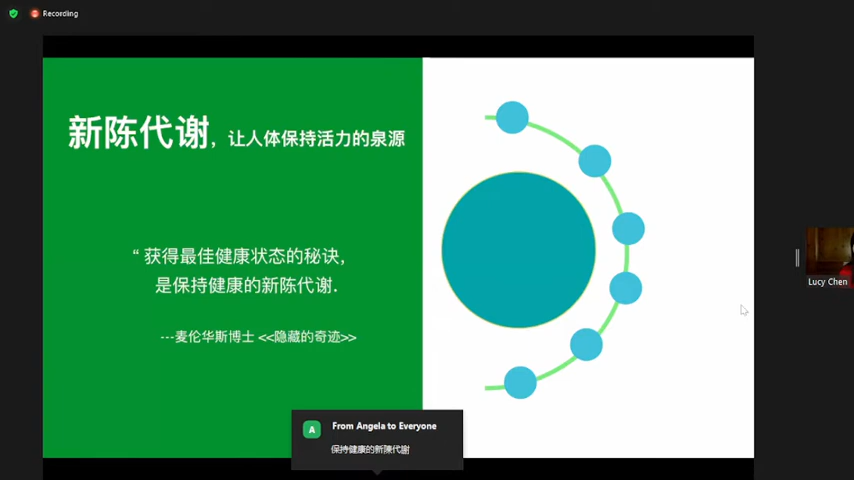 Recording
新陈代谢，让人体保持活力的泉源
“ 获得最佳健康状态的秘诀，
是保持健康的新陈代谢.
---麦伦华斯博士 <<隐藏的奇迹>>
Lucy Chen
A
From Angela to Everyone
保持健康的新陳代謝